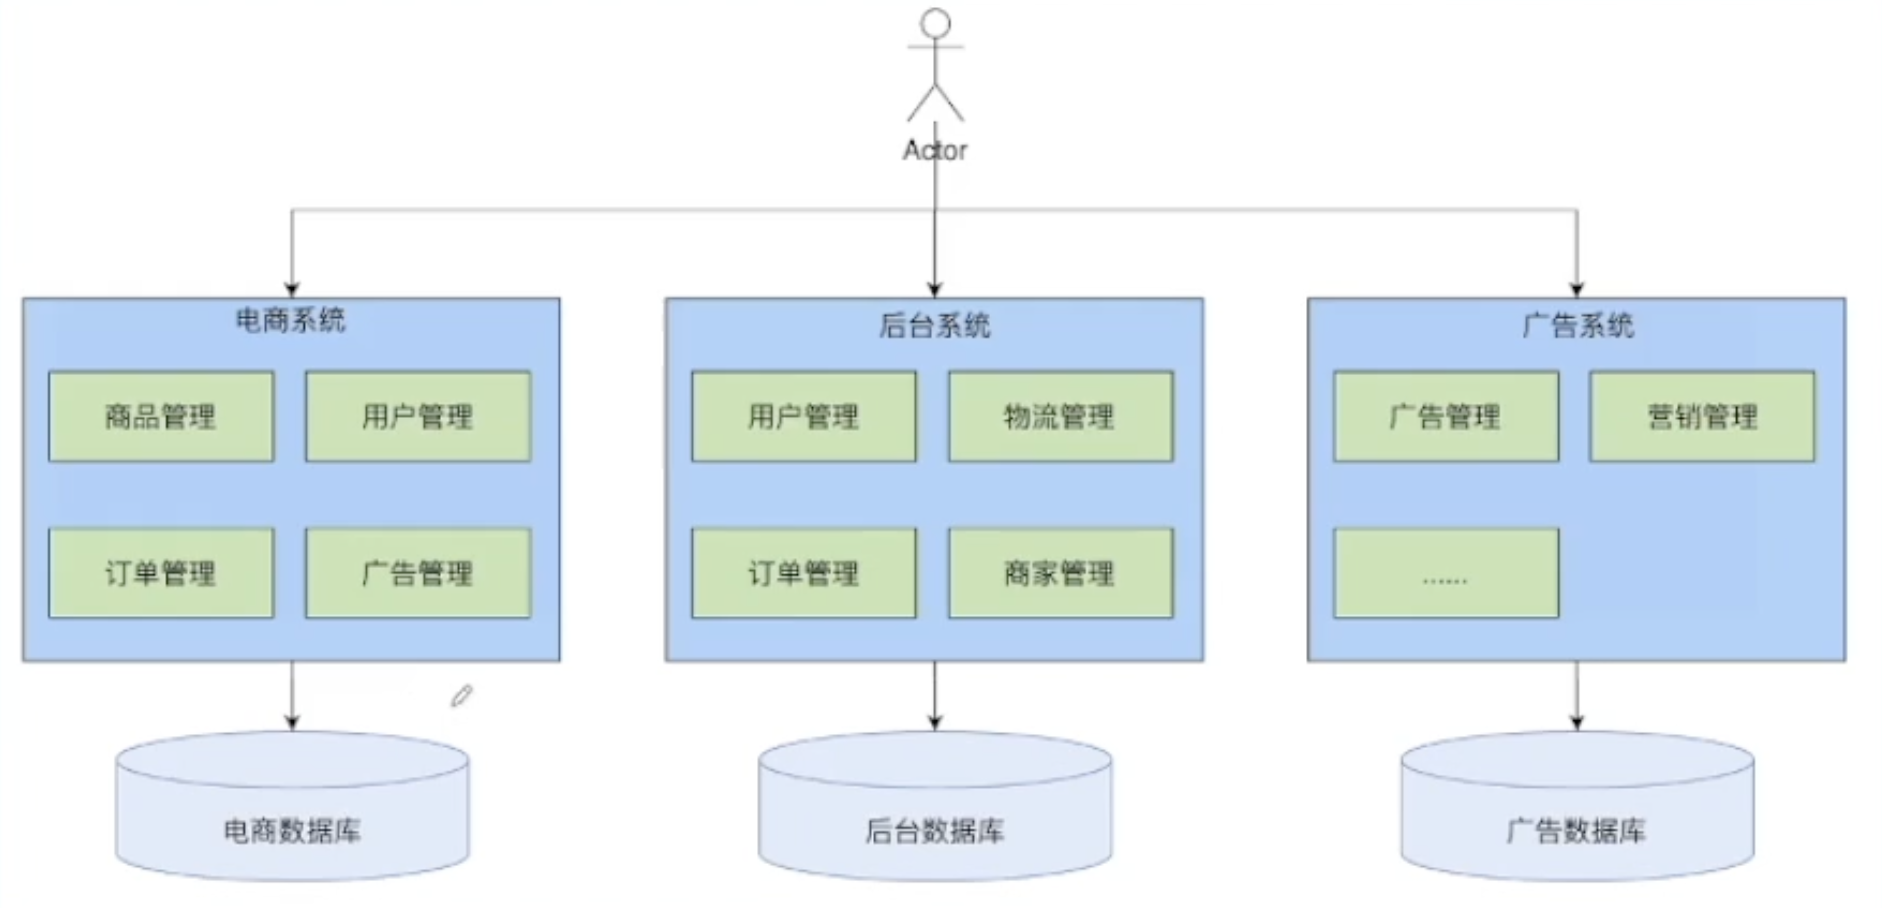 Actor
电商系统
商品管理
用户管理
订单管理
广告管理
后台系统
用户管理
物流管理
订单管理
商家管理
广告系统
广告管理
营销管理
......
电商数据库
后台数据库
广告数据库